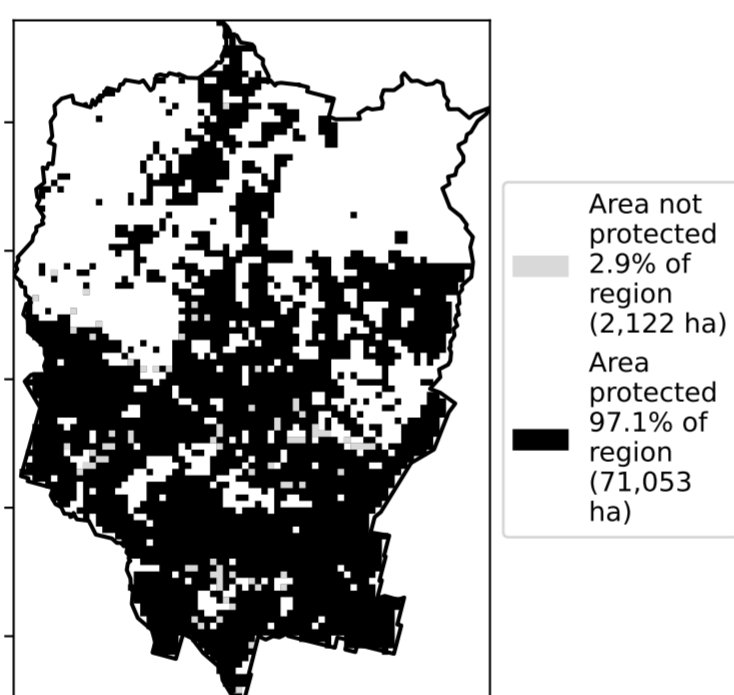 Area not
protected
2.9% of
region
(2,122 ha)
Area
protected
97.1% of
region
(71,053
ha)